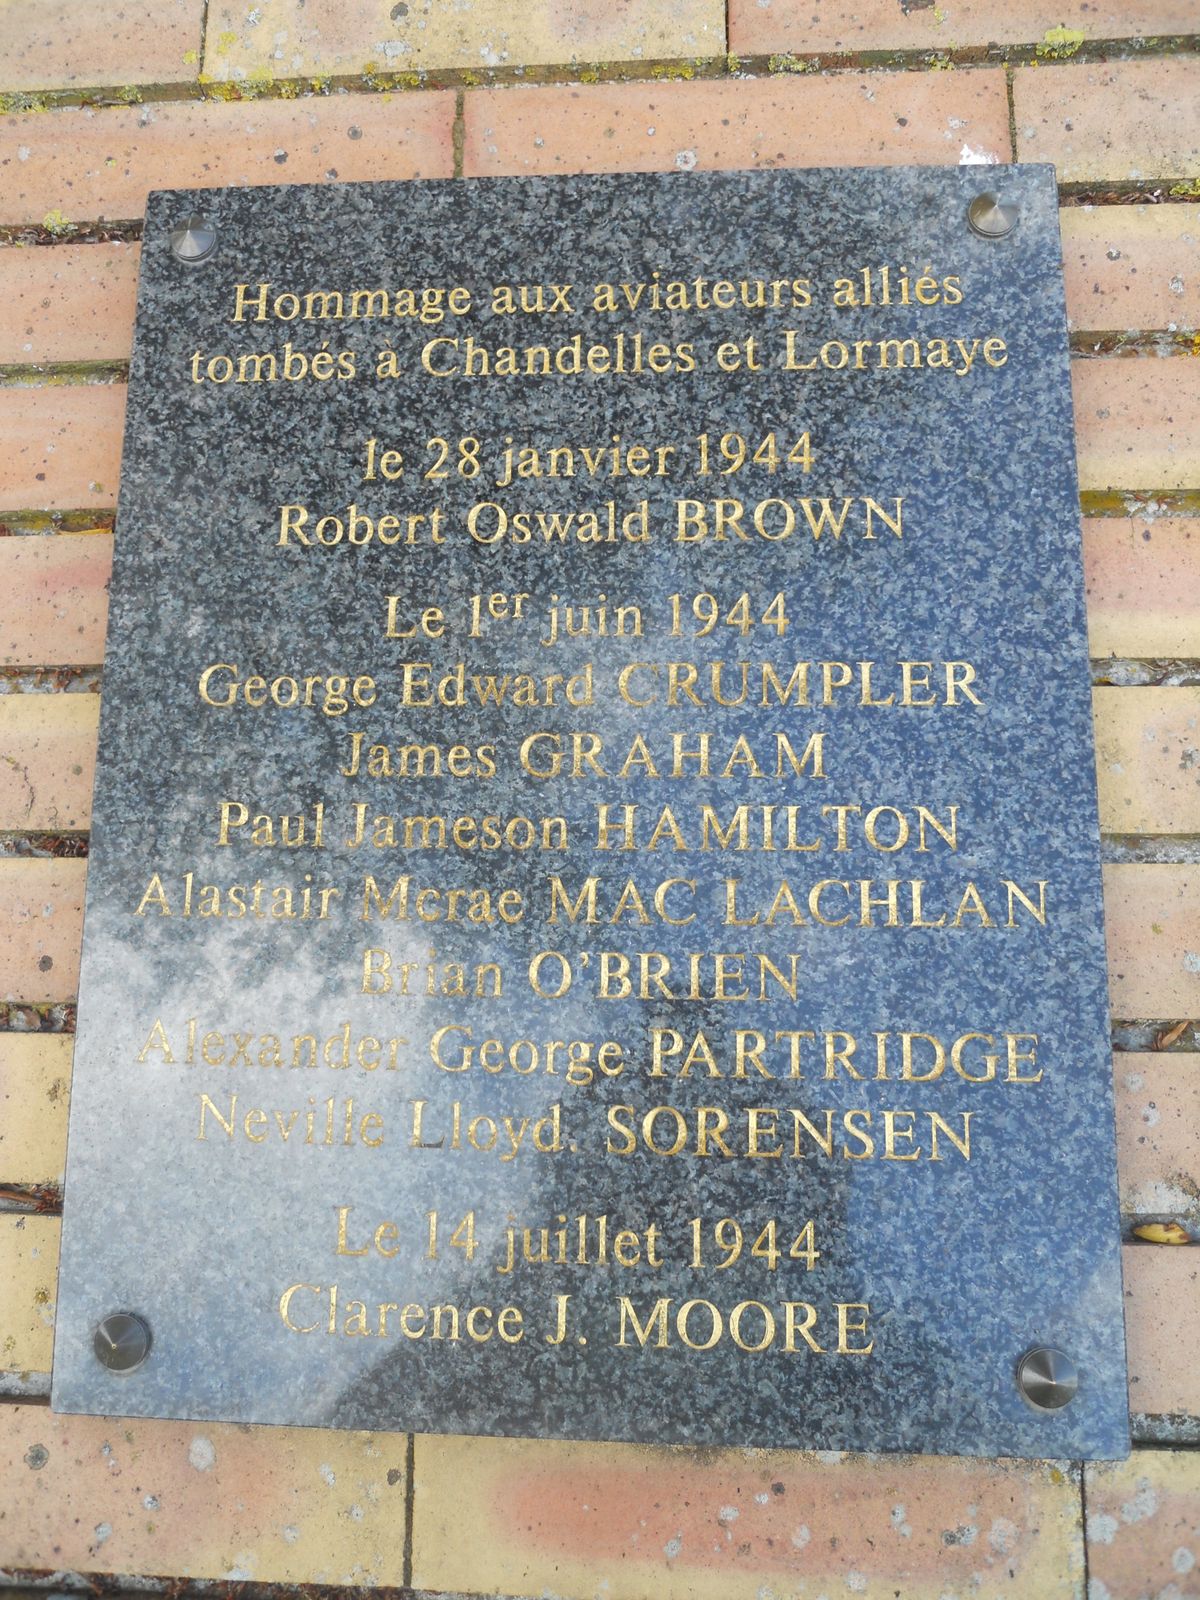 Hommage aux aviateurs alliés
tombés à Chandelles et Lormaye
le 28 janvier 1944
Robert Oswald BROWN
Le 1er juin 1944
George Edward CRUMPLER
James GRAHAM
Paul Jameson HAMILTON
Alastair Mcrae MAC LACHLAN
Brian O'BRIEN
Alexander George PARTRIDGE
Neville Lloyd. SORENSEN
Le 14 juillet 1944
Clarence J. MOORE